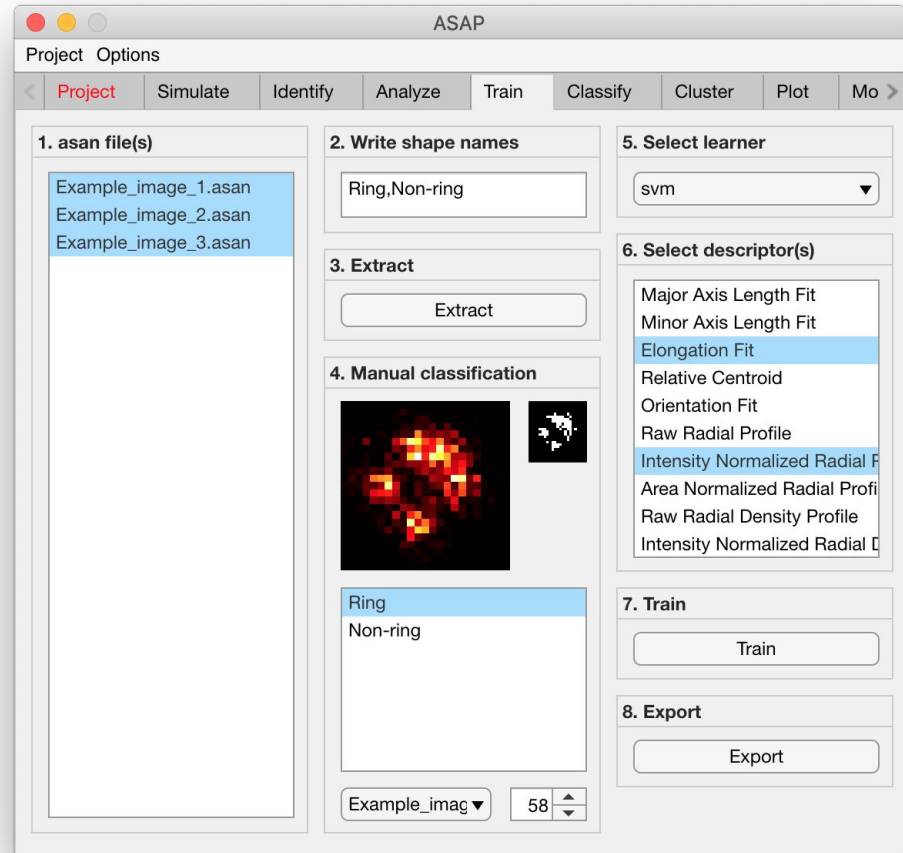 ASAP
Project Options
Project Simulate Identify Analyze Train Classify Cluster Plot Mo
1. asan file(s)
Example_image_1.asan
Example_image_2.asan
Example_image_3.asan
2. Write shape names
Ring,Non-ring
3. Extract
Extract
4. Manual classification
Ring
Non-ring
Example_imag
58
5. Select learner
svm
6. Select descriptor(s)
Major Axis Length Fit
Minor Axis Length Fit
Elongation Fit
Relative Centroid
Orientation Fit
Raw Radial Profile
Intensity Normalized Radial P
Area Normalized Radial Profi
Raw Radial Density Profile
Intensity Normalized Radial D
7. Train
Train
8. Export
Export